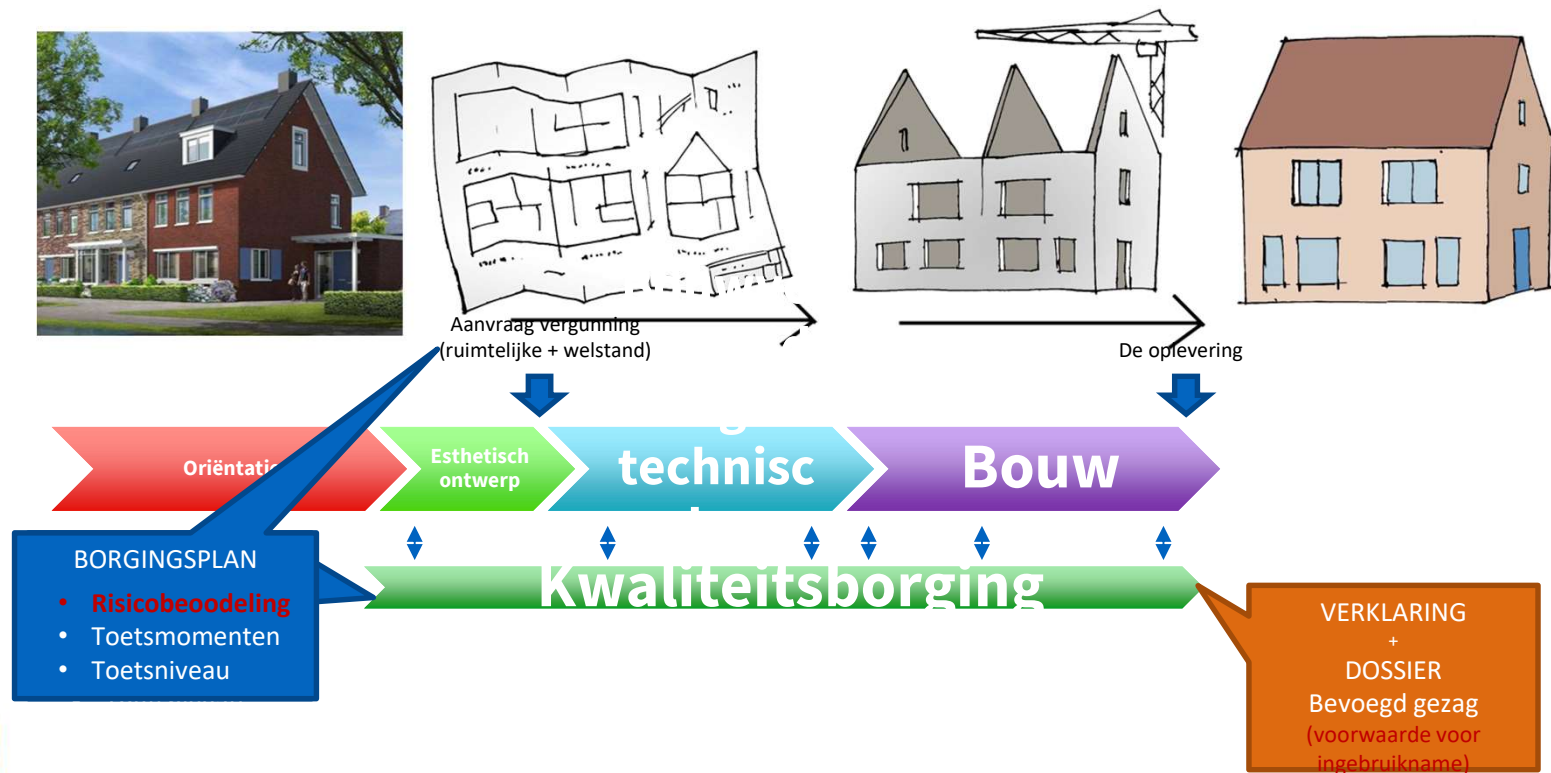 Aanvraag vergunning
(ruimtelijke + welstand)
De oplevering
Esthetisch
ontwerp
technisc
Bouw
Kwaliteitsborging
BORGINGSPLAN
• Risicobeoodeling
• Toetsmomenten
• Toetsniveau
VERKLARING
+
DOSSIER
Bevoegd gezag
(voorwaarde voor
ingebruikname)